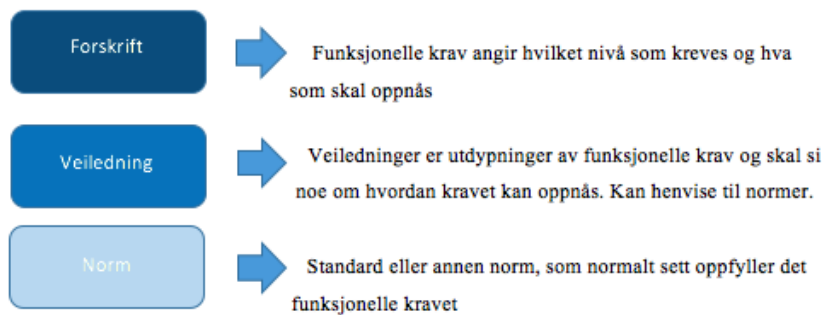 Forskrift
Funksjonelle krav angir hvilket nivå som kreves og hva
som skal oppnås
Veiledning
Veiledninger er utdypninger av funksjonelle krav og skal si
noe om hvordan kravet kan oppnås. Kan henvise til normer.
Norm
Standard eller annen norm, som normalt sett oppfyller det
funksjonelle kravet